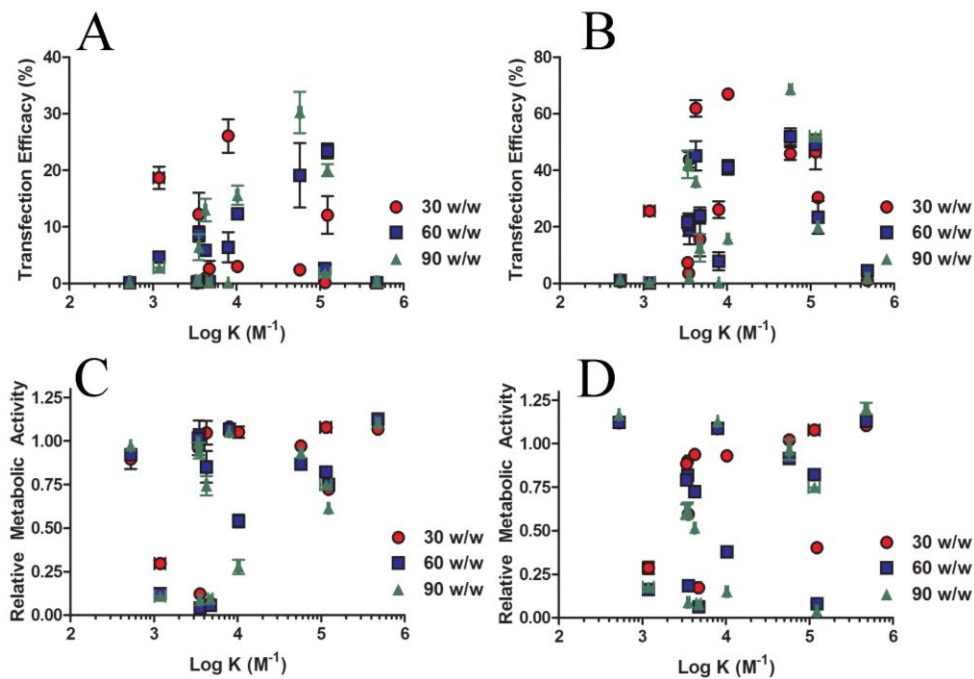 A
Transfection Efficacy (%)
40
30
20
10
0
2 3 4 5 6
Log K (M⁻¹)
30 w/w
60 w/w
90 w/w
B
Transfection Efficacy (%)
80
60
40
20
0
2 3 4 5 6
Log K (M⁻¹)
30 w/w
60 w/w
90 w/w
C
Relative Metabolic Activity
1.25
1.00
0.75
0.50
0.25
0.00
2 3 4 5 6
Log K (M⁻¹)
30 w/w
60 w/w
90 w/w
D
Relative Metabolic Activity
1.25
1.00
0.75
0.50
0.25
0.00
2 3 4 5 6
Log K (M⁻¹)
30 w/w
60 w/w
90 w/w